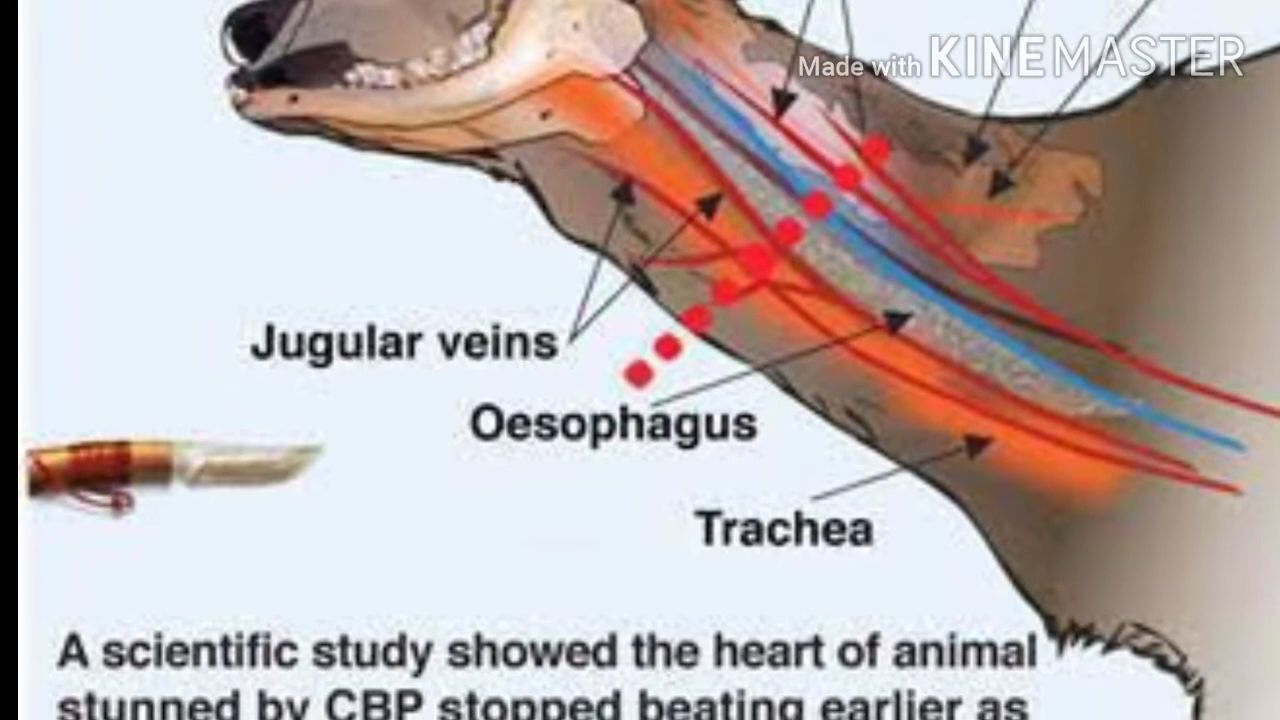 Made with KINEMASTER
Jugular veins
Oesophagus
Trachea
A scientific study showed the heart of animal
stunned by CBP stopped beating earlier as